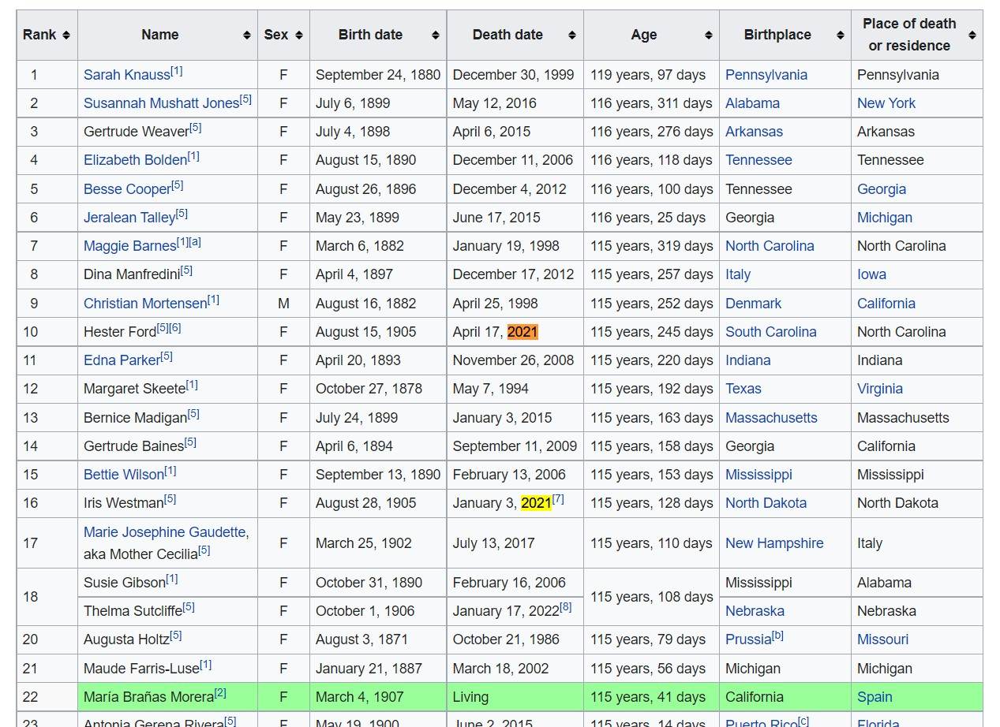 Rank Name Sex Birth date Death date Age Birthplace Place of death
or residence
1 Sarah Knauss[1] F September 24, 1880 December 30, 1999 119 years, 97 days Pennsylvania Pennsylvania
2 Susannah Mushatt Jones[5] F July 6, 1899 May 12, 2016 116 years, 311 days Alabama New York
3 Gertrude Weaver[5] F July 4, 1898 April 6, 2015 116 years, 276 days Arkansas Arkansas
4 Elizabeth Bolden[1] F August 15, 1890 December 11, 2006 116 years, 118 days Tennessee Tennessee
5 Besse Cooper[5] F August 26, 1896 December 4, 2012 116 years, 100 days Tennessee Georgia
6 Jeralean Talley[5] F May 23, 1899 June 17, 2015 116 years, 25 days Georgia Michigan
7 Maggie Barnes[1][a] F March 6, 1882 January 19, 1998 115 years, 319 days North Carolina North Carolina
8 Dina Manfredini[5] F April 4, 1897 December 17, 2012 115 years, 257 days Italy Iowa
9 Christian Mortensen[1] M August 16, 1882 April 25, 1998 115 years, 252 days Denmark California
10 Hester Ford[5][6] F August 15, 1905 April 17, 2021 115 years, 245 days South Carolina North Carolina
11 Edna Parker[5] F April 20, 1893 November 26, 2008 115 years, 220 days Indiana Indiana
12 Margaret Skeete[1] F October 27, 1878 May 7, 1994 115 years, 192 days Texas Virginia
13 Bernice Madigan[5] F July 24, 1899 January 3, 2015 115 years, 163 days Massachusetts Massachusetts
14 Gertrude Baines[5] F April 6, 1894 September 11, 2009 115 years, 158 days Georgia California
15 Bettie Wilson[1] F September 13, 1890 February 13, 2006 115 years, 153 days Mississippi Mississippi
16 Iris Westman[5] F August 28, 1905 January 3, 2021[7] 115 years, 128 days North Dakota North Dakota
17 Marie Josephine Gaudette,
aka Mother Cecilia[5] F March 25, 1902 July 13, 2017 115 years, 110 days New Hampshire Italy
18 Susie Gibson[1] F October 31, 1890 February 16, 2006 115 years, 108 days Mississippi Alabama
Thelma Sutcliffe[5] F October 1, 1906 January 17, 2022[8] Nebraska Nebraska
20 Augusta Holtz[5] F August 3, 1871 October 21, 1986 115 years, 79 days Prussia[b] Missouri
21 Maude Farris-Luse[1] F January 21, 1887 March 18, 2002 115 years, 56 days Michigan Michigan
22 María Brañas Morera[2] F March 4, 1907 Living 115 years, 41 days California Spain
23 Antonia Gerena Rivera[5] F May 19, 1900 June 2, 2015 115 years, 14 days Puerto Rico[c] Florida